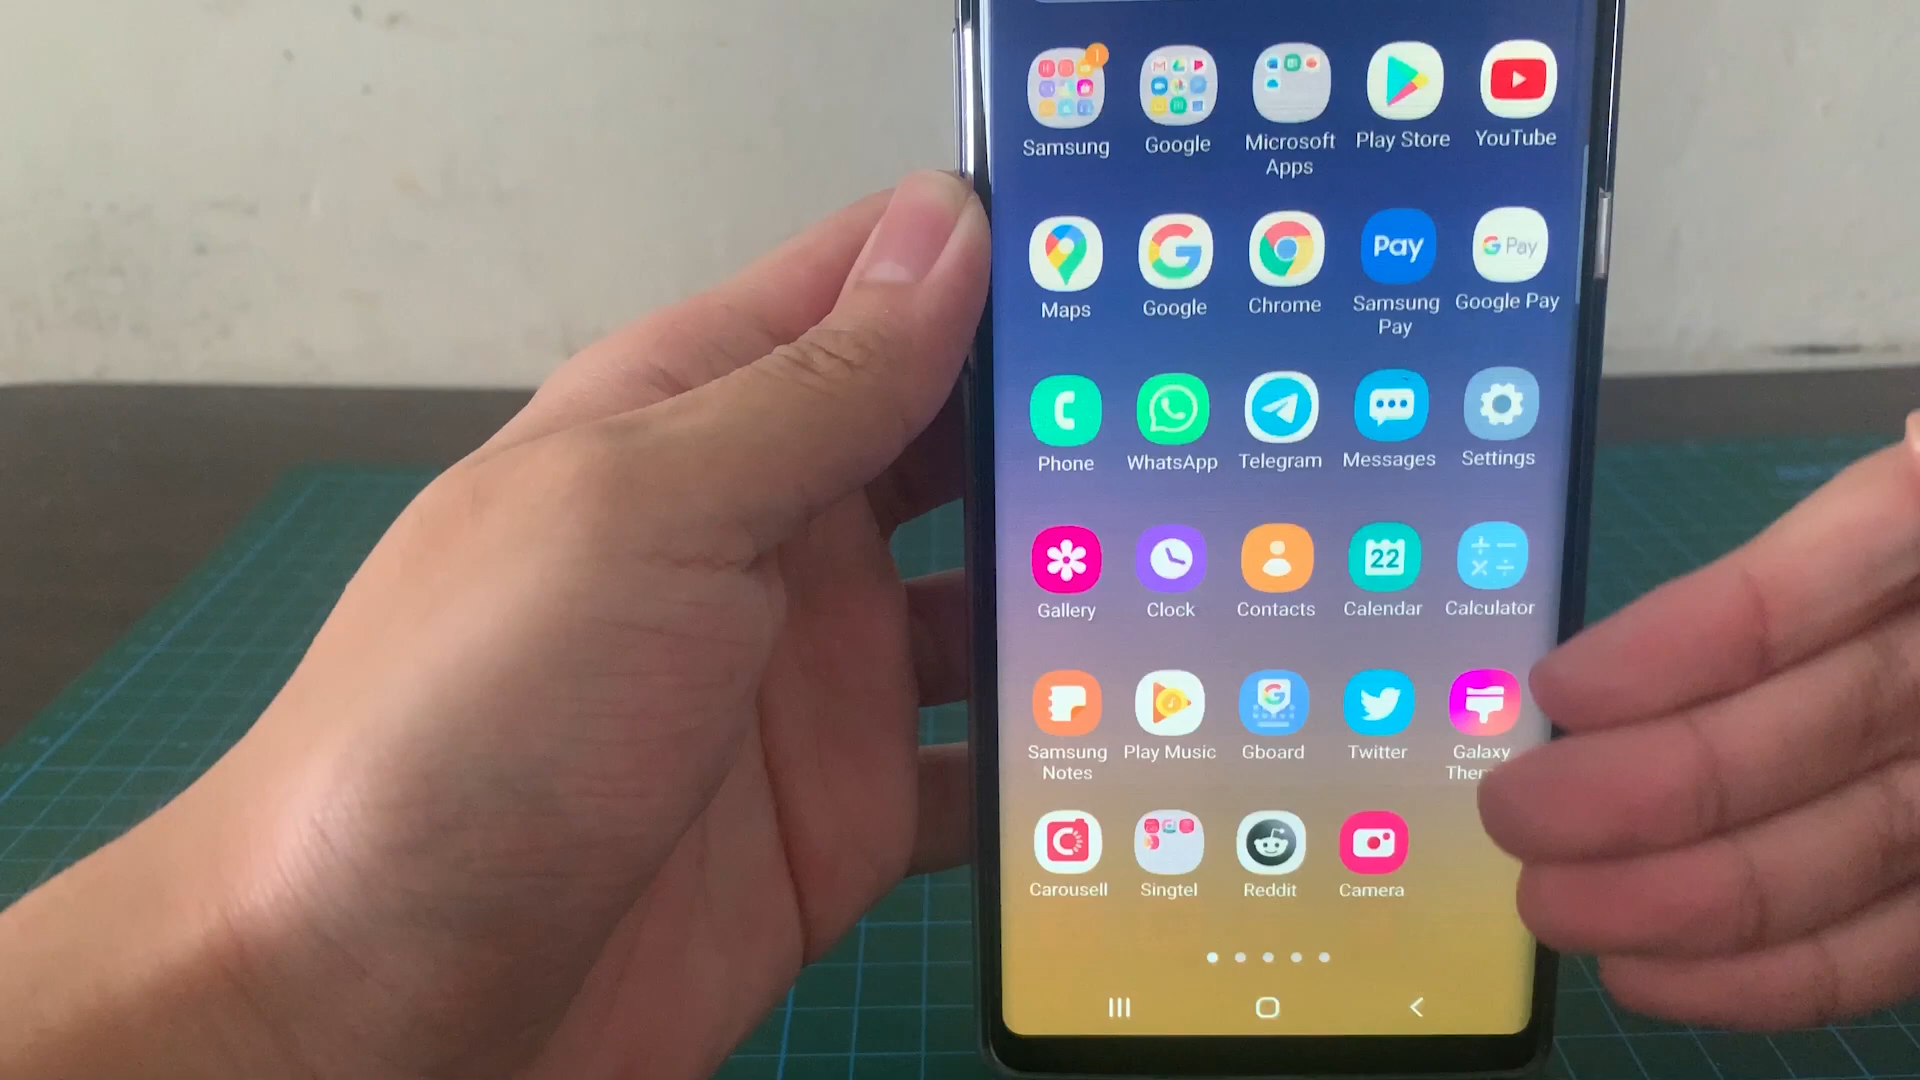 1
Samsung
Google
Microsoft
Apps
Play Store
YouTube
Maps
Google
Chrome
Pay
Samsung
Pay
G Pay
Google Pay
Phone
WhatsApp
Telegram
Messages
Settings
Gallery
Clock
Contacts
22
Calendar
Calculator
Samsung
Notes
Play Music
Gboard
Twitter
Galaxy
Carousell
Singtel
Reddit
Camera